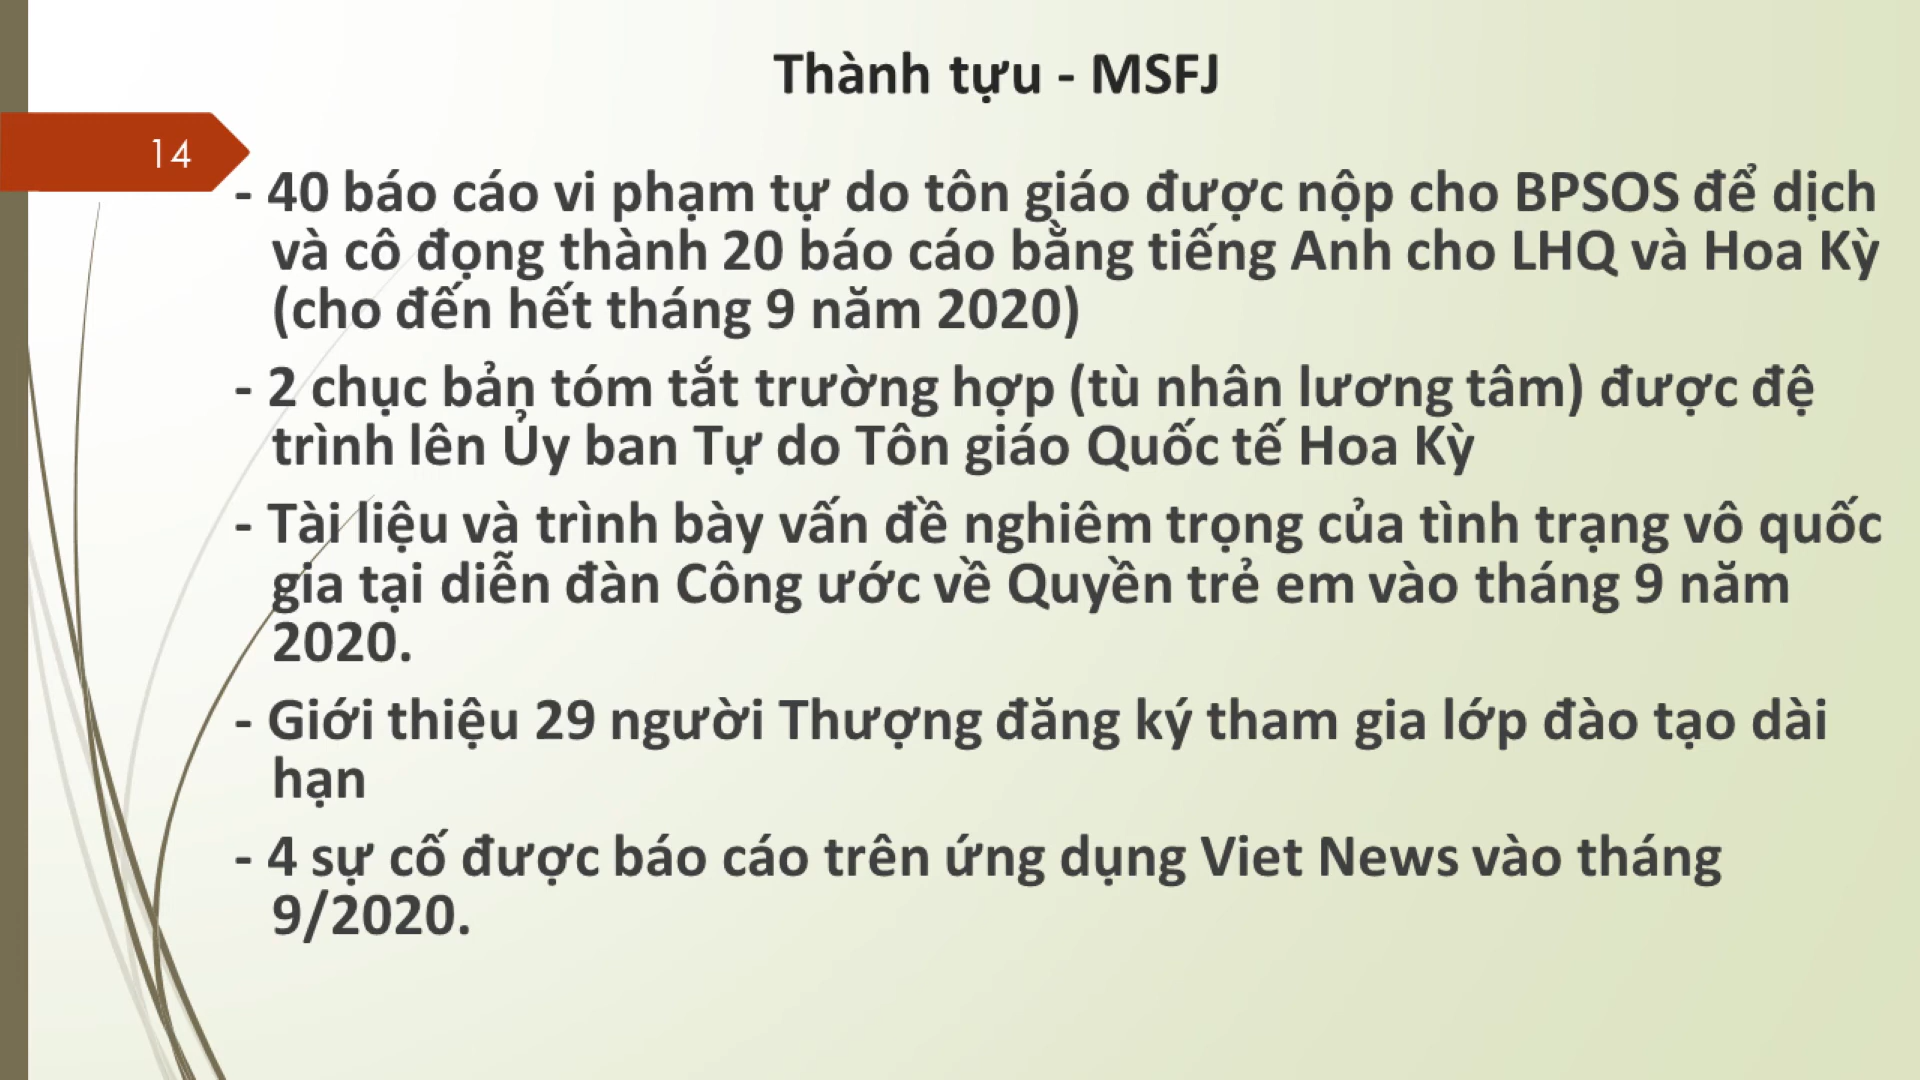 Thành tựu - MSFJ
14
- 40 báo cáo vi phạm tự do tôn giáo được nộp cho BPSOS để dịch
và cô đọng thành 20 báo cáo bằng tiếng Anh cho LHQ và Hoa Kỳ
(cho đến hết tháng 9 năm 2020)
- 2 chục bản tóm tắt trường hợp (tù nhân lương tâm) được đệ
trình lên Ủy ban Tự do Tôn giáo Quốc tế Hoa Kỳ
- Tài liệu và trình bày vấn đề nghiêm trọng của tình trạng vô quốc
gia tại diễn đàn Công ước về Quyền trẻ em vào tháng 9 năm
2020.
- Giới thiệu 29 người Thượng đăng ký tham gia lớp đào tạo dài
hạn
- 4 sự cố được báo cáo trên ứng dụng Viet News vào tháng
9/2020.